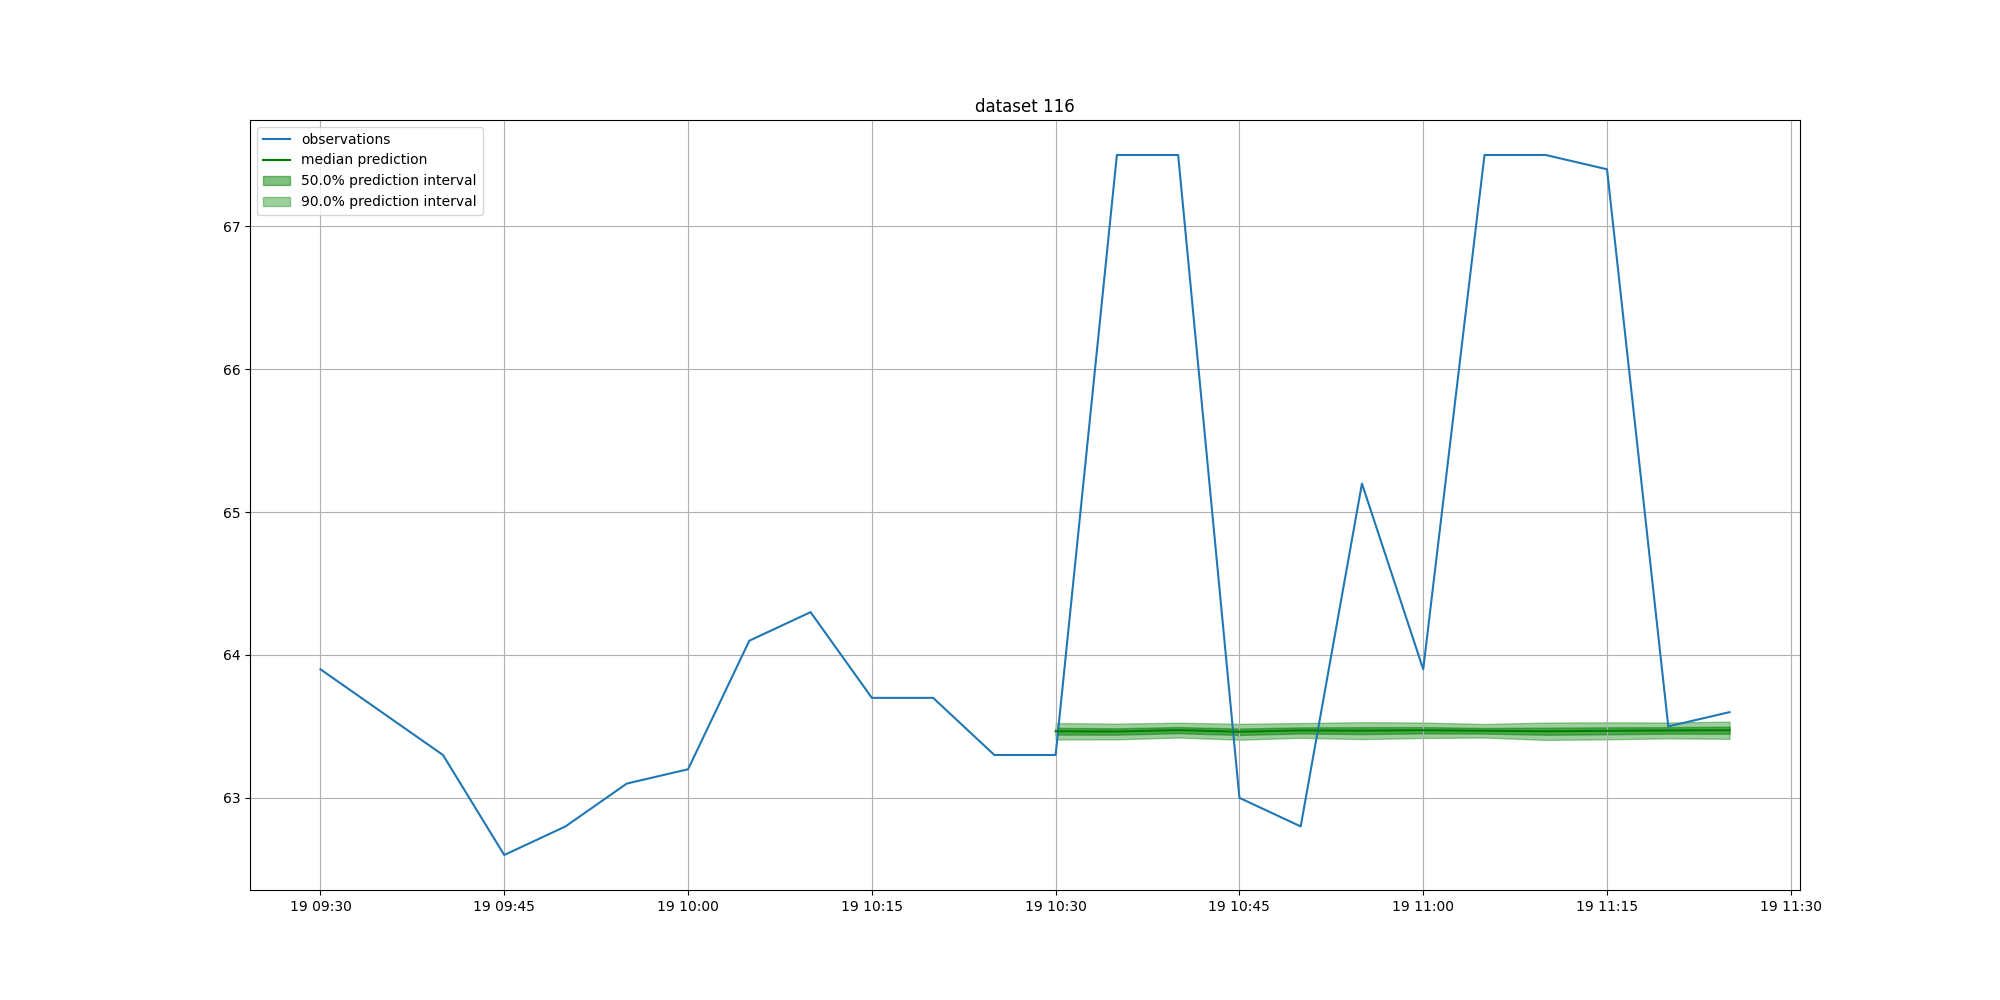 dataset 116
observations
median prediction
50.0% prediction interval
90.0% prediction interval
67
66
65
64
63
19 09:30 19 09:45 19 10:00 19 10:15 19 10:30 19 10:45 19 11:00 19 11:15 19 11:30